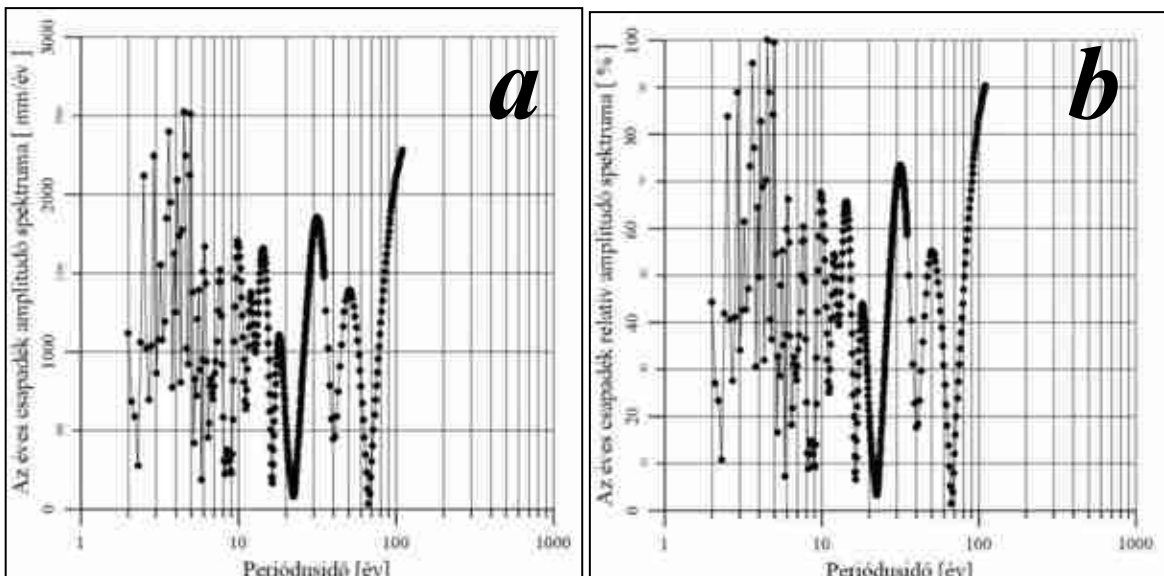 a
Az éves csapadék amplitúdó spektruma [ mm/év ]
3000
2000
1000
0
1 10 100 1000
Periódusidő [év]
b
Az éves csapadék relatív amplitúdó spektruma [ % ]
100
80
60
40
20
0
1 10 100 1000
Periódusidő [év]